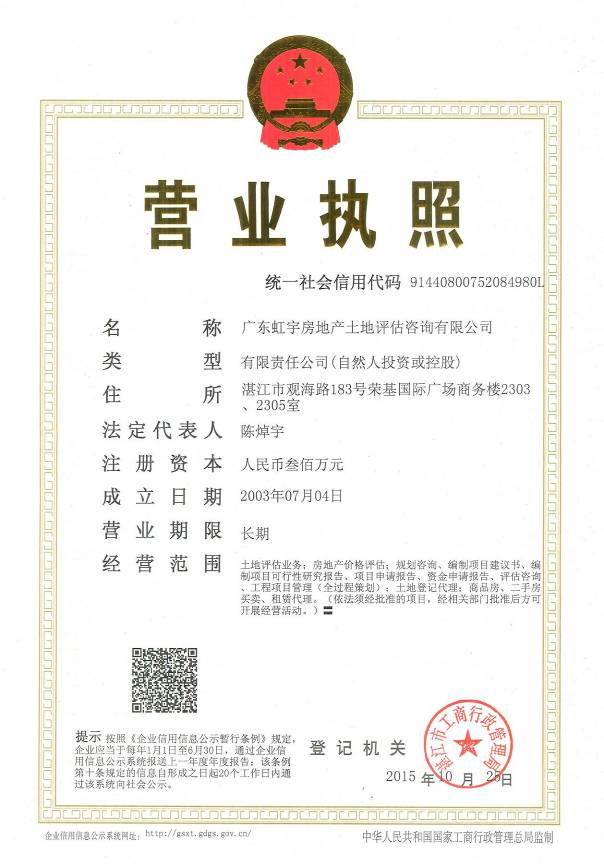 营业执照
统一社会信用代码 91440800752084980L
名称 广东虹宇房地产土地评估咨询有限公司
类型 有限责任公司(自然人投资或控股)
住所 湛江市观海路183号荣基国际广场商务楼2303
、2305室
法定代表人 陈焯宇
注册资本 人民币叁佰万元
成立日期 2003年07月04日
营业期限 长期
经营范围 土地评估业务；房地产价格评估；规划咨询、编制项目建议书、编
制项目可行性研究报告、项目申请报告、资金申请报告、评估咨询
、工程项目管理（全过程策划）；土地登记代理；商品房、二手房
买卖、租赁代理。（依法须经批准的项目，经相关部门批准后方可
开展经营活动。）〓
提示 按照《企业信用信息公示暂行条例》规定，
企业应当于每年1月1日至6月30日，通过企业信
用信息公示系统报送上一年度年度报告；该条例
第十条规定的信息自形成之日起20个工作日内通
过该系统向社会公示。
登记机关
湛江市工商行政管理局
2015年10月26日
企业信用信息公示系统网址：http://gsxt.gdgs.gov.cn/
中华人民共和国国家工商行政管理总局监制